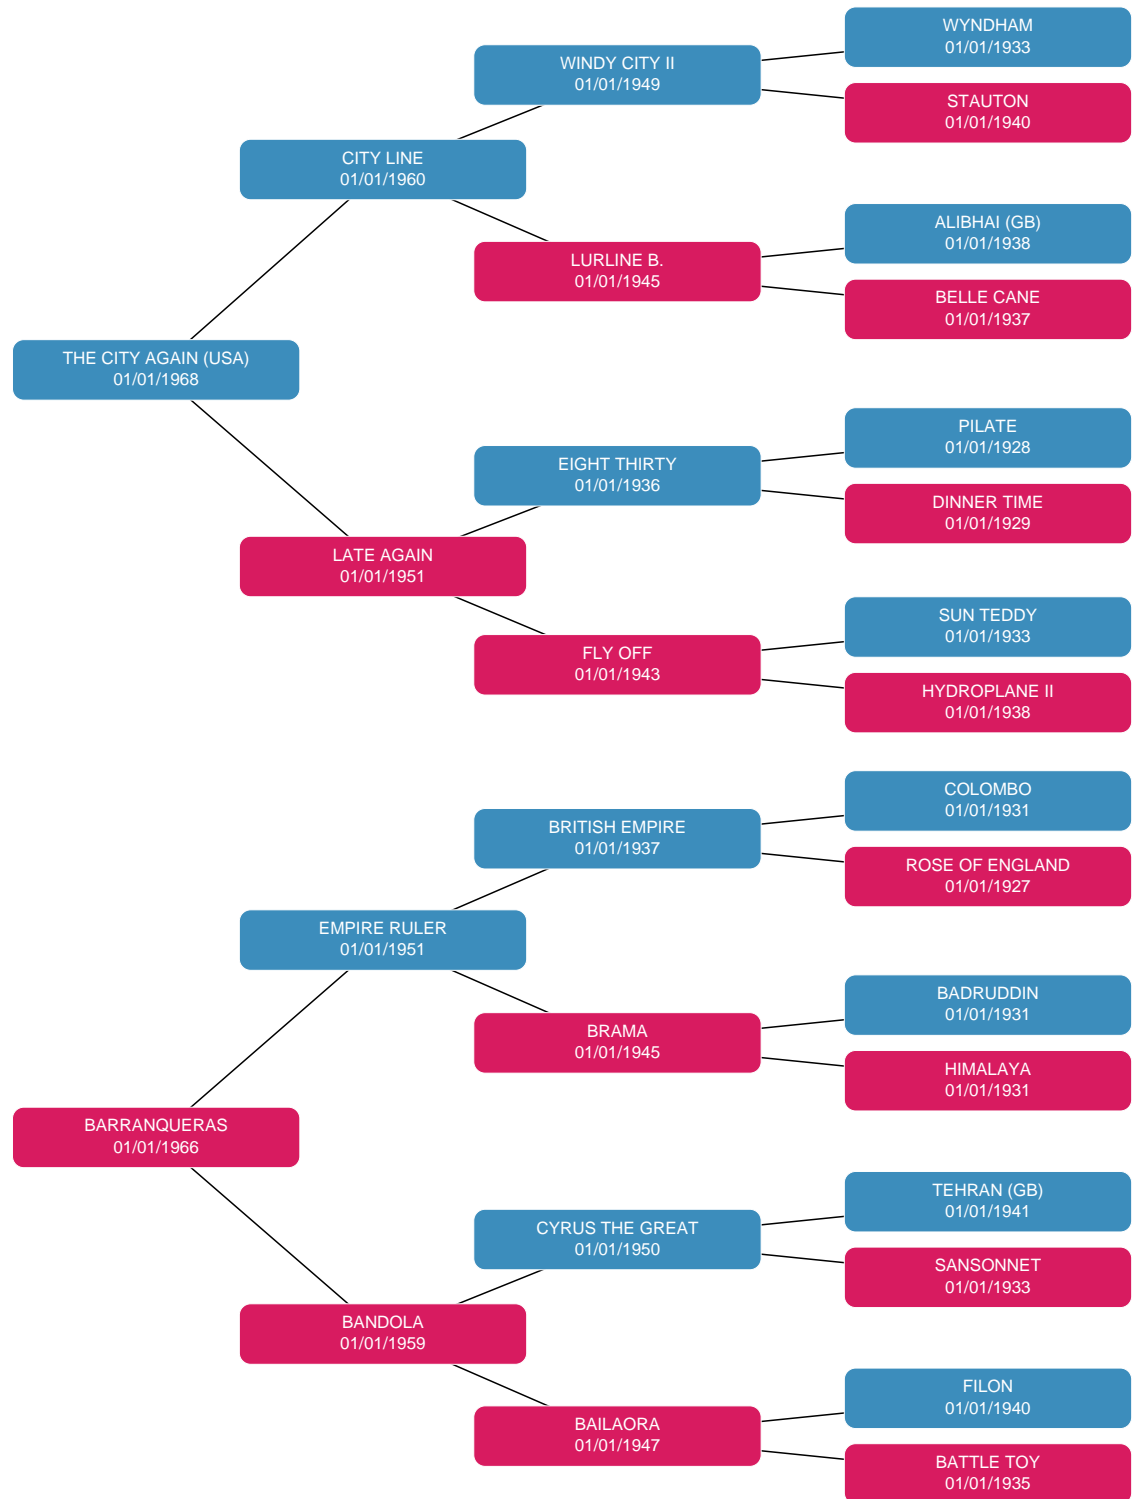 WYNDHAM
01/01/1933
WINDY CITY II
01/01/1949
STAUTON
01/01/1940
CITY LINE
01/01/1960
ALIBHAI (GB)
01/01/1938
LURLINE B.
01/01/1945
BELLE CANE
01/01/1937
THE CITY AGAIN (USA)
01/01/1968
PILATE
01/01/1928
EIGHT THIRTY
01/01/1936
DINNER TIME
01/01/1929
LATE AGAIN
01/01/1951
SUN TEDDY
01/01/1933
FLY OFF
01/01/1943
HYDROPLANE II
01/01/1938
COLOMBO
01/01/1931
BRITISH EMPIRE
01/01/1937
ROSE OF ENGLAND
01/01/1927
EMPIRE RULER
01/01/1951
BADRUDDIN
01/01/1931
BRAMA
01/01/1945
HIMALAYA
01/01/1931
BARRANQUERAS
01/01/1966
TEHRAN (GB)
01/01/1941
CYRUS THE GREAT
01/01/1950
SANSONNET
01/01/1933
BANDOLA
01/01/1959
FILON
01/01/1940
BAILAORA
01/01/1947
BATTLE TOY
01/01/1935